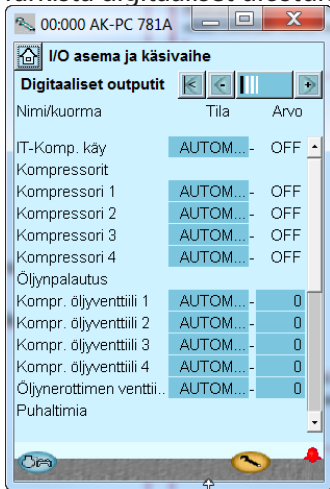 00:000 AK-PC 781A
I/O asema ja käsivaihe
Digitaaliset outputit
Nimi/kuorma Tila Arvo
IT-Komp. käy AUTOM... - OFF
Kompressorit
Kompressori 1 AUTOM... - OFF
Kompressori 2 AUTOM... - OFF
Kompressori 3 AUTOM... - OFF
Kompressori 4 AUTOM... - OFF
Öljynpalautus
Kompr. öljyventtiili 1 AUTOM... - 0
Kompr. öljyventtiili 2 AUTOM... - 0
Kompr. öljyventtiili 3 AUTOM... - 0
Kompr. öljyventtiili 4 AUTOM... - 0
Öljynerottimen venttii.. AUTOM... - 0
Puhaltimia